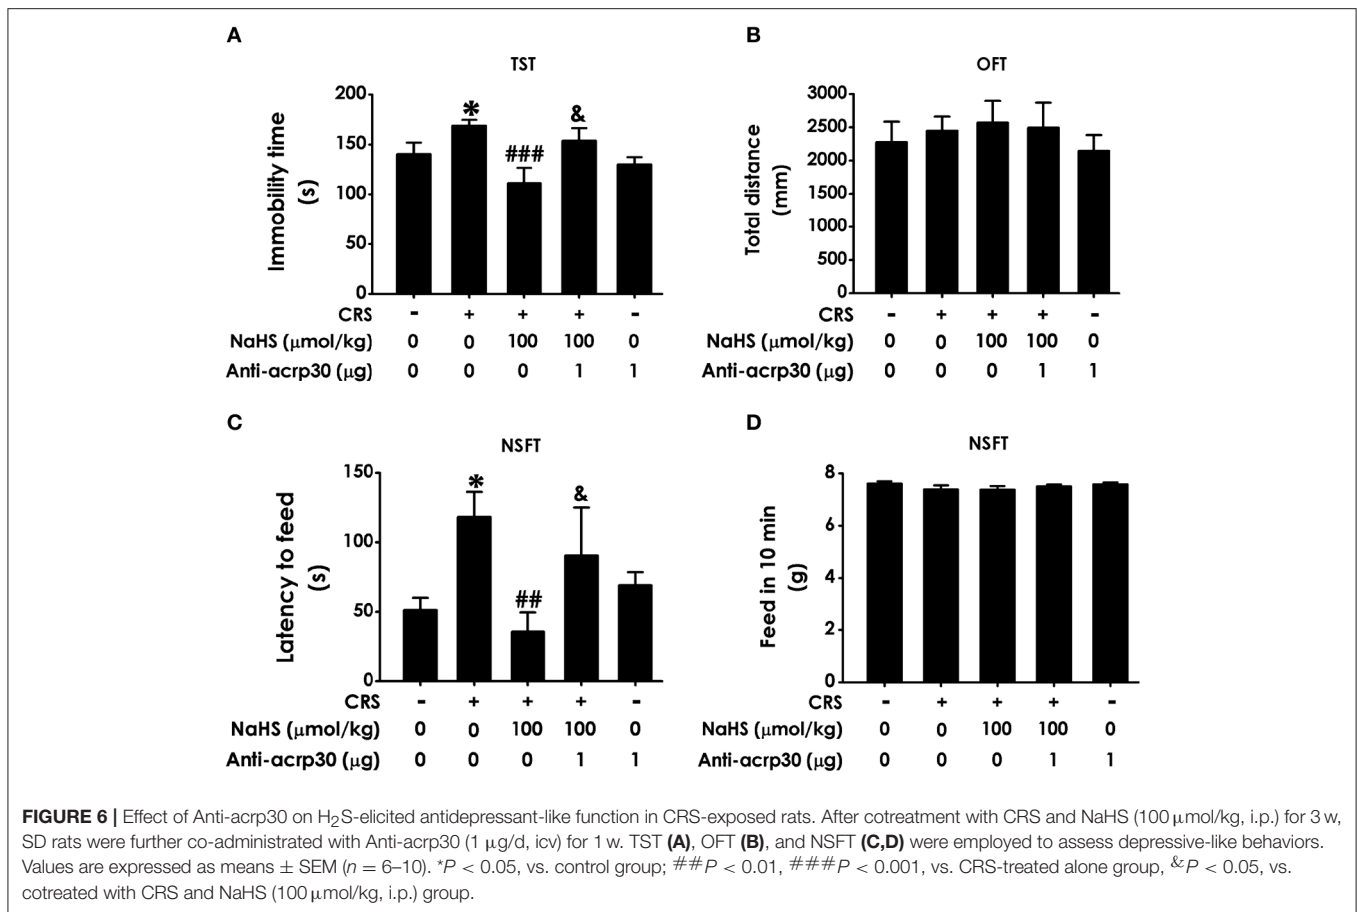 A
TST
200
150
100
50
0
Immobility time
(s)
*
###
&
CRS - + + + -
NaHS (μmol/kg) 0 0 100 100 0
Anti-acrp30 (μg) 0 0 0 1 1
B
OFT
3000
2500
2000
1500
1000
500
0
Total distance
(mm)
CRS - + + + -
NaHS (μmol/kg) 0 0 100 100 0
Anti-acrp30 (μg) 0 0 0 1 1
C
NSFT
150
100
50
0
Latency to feed
(s)
*
##
&
CRS - + + + -
NaHS (μmol/kg) 0 0 100 100 0
Anti-acrp30 (μg) 0 0 0 1 1
D
NSFT
8
6
4
2
0
Feed in 10 min
(g)
CRS - + + + -
NaHS (μmol/kg) 0 0 100 100 0
Anti-acrp30 (μg) 0 0 0 1 1
FIGURE 6 | Effect of Anti-acrp30 on H₂S-elicited antidepressant-like function in CRS-exposed rats. After cotreatment with CRS and NaHS (100 μmol/kg, i.p.) for 3 w,
SD rats were further co-administrated with Anti-acrp30 (1 μg/d, icv) for 1 w. TST (A), OFT (B), and NSFT (C,D) were employed to assess depressive-like behaviors.
Values are expressed as means ± SEM (n = 6–10). *P < 0.05, vs. control group; ##P < 0.01, ###P < 0.001, vs. CRS-treated alone group, &P < 0.05, vs.
cotreated with CRS and NaHS (100 μmol/kg, i.p.) group.